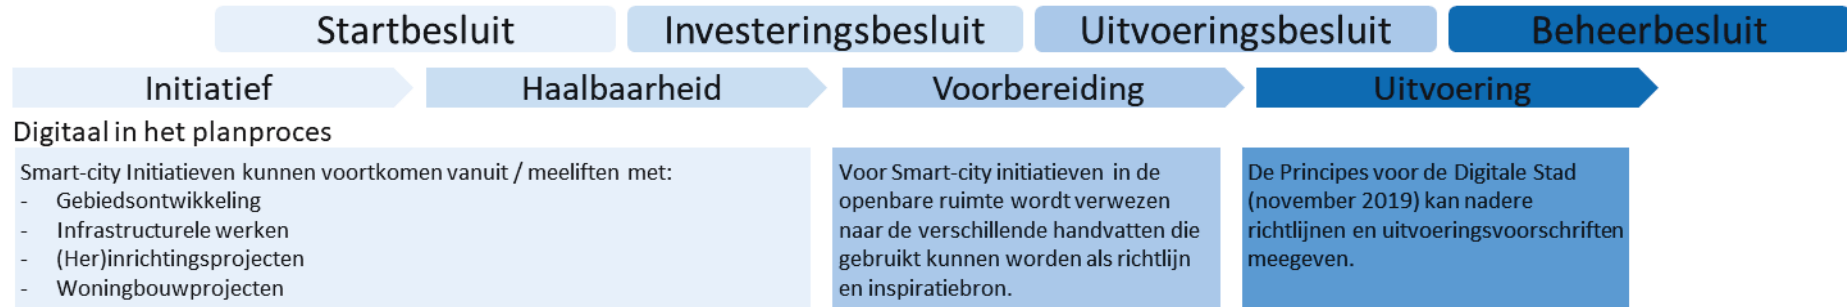 Startbesluit
Investeringsbesluit
Uitvoeringsbesluit
Beheerbesluit
Initiatief
Haalbaarheid
Voorbereiding
Uitvoering
Digitaal in het planproces
Smart-city Initiatieven kunnen voortkomen vanuit / meeliften met:
- Gebiedsontwikkeling
- Infrastructurele werken
- (Her)inrichtingsprojecten
- Woningbouwprojecten
Voor Smart-city initiatieven in de
openbare ruimte wordt verwezen
naar de verschillende handvatten die
gebruikt kunnen worden als richtlijn
en inspiratiebron.
De Principes voor de Digitale Stad
(november 2019) kan nadere
richtlijnen en uitvoeringsvoorschriften
meegeven.